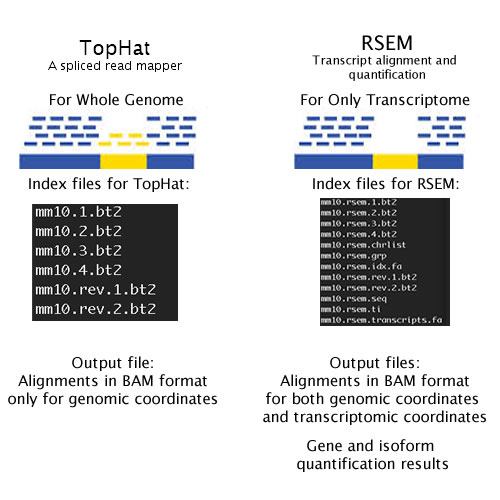 TopHat
A spliced read mapper
For Whole Genome
Index files for TopHat:
mm10.1.bt2
mm10.2.bt2
mm10.3.bt2
mm10.4.bt2
mm10.rev.1.bt2
mm10.rev.2.bt2
Output file:
Alignments in BAM format
only for genomic coordinates
RSEM
Transcript alignment and
quantification
For Only Transcriptome
Index files for RSEM:
mm10.rsem.1.bt2
mm10.rsem.2.bt2
mm10.rsem.3.bt2
mm10.rsem.4.bt2
mm10.rsem.chrlist
mm10.rsem.grp
mm10.rsem.idx.fa
mm10.rsem.rev.1.bt2
mm10.rsem.rev.2.bt2
mm10.rsem.seq
mm10.rsem.ti
mm10.rsem.transcripts.fa
Output files:
Alignments in BAM format
for both genomic coordinates
and transcriptomic coordinates
Gene and isoform
quantification results